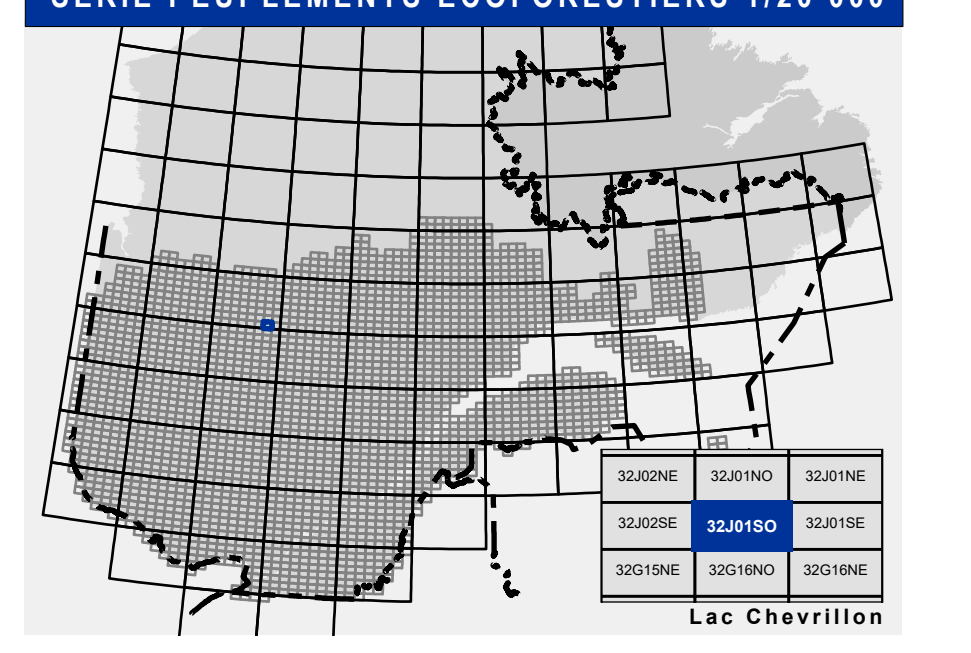 SÉRIE PEUPLEMENTS ÉCOFORESTIERS 1/20 000
32J02NE 32J01NO 32J01NE
32J02SE 32J01SO 32J01SE
32G15NE 32G16NO 32G16NE
Lac Chevrillon